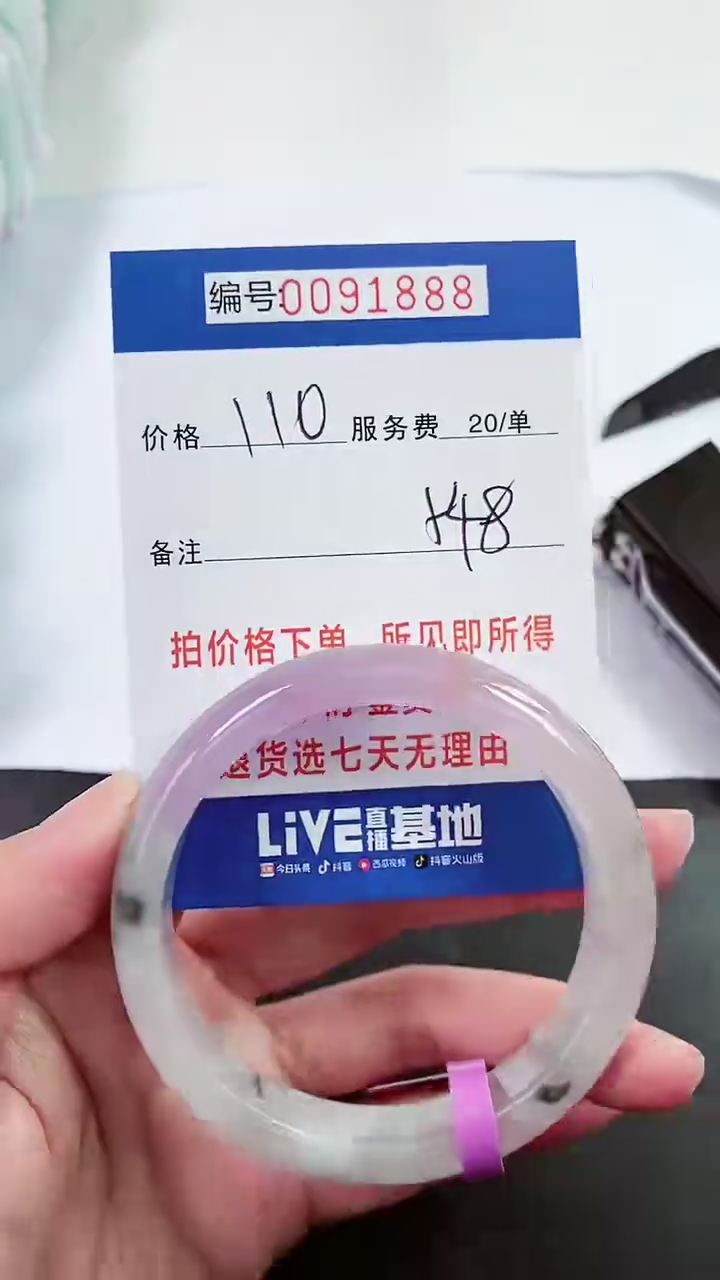 编号:0091888
价格 110 服务费 20/单
备注 48
拍价格下单 所见即所得
退货选七天无理由
LiVE直播基地
今日头条 抖音 西瓜视频 抖音火山版